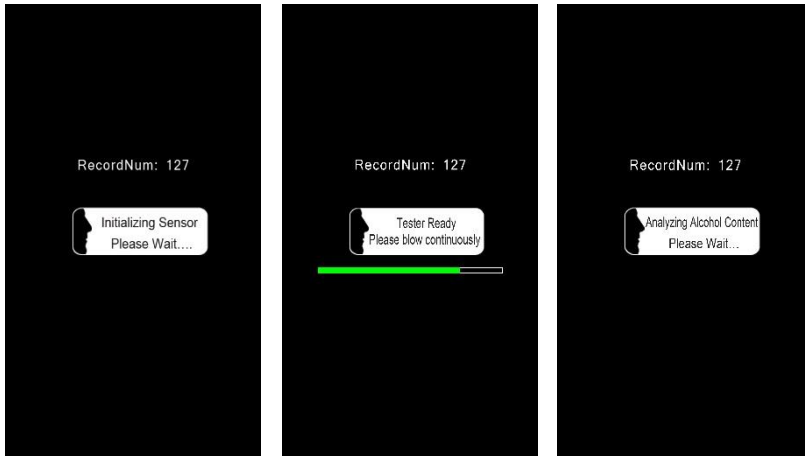 RecordNum: 127
Initializing Sensor
Please Wait....
RecordNum: 127
Tester Ready
Please blow continuously
RecordNum: 127
Analyzing Alcohol Content
Please Wait...